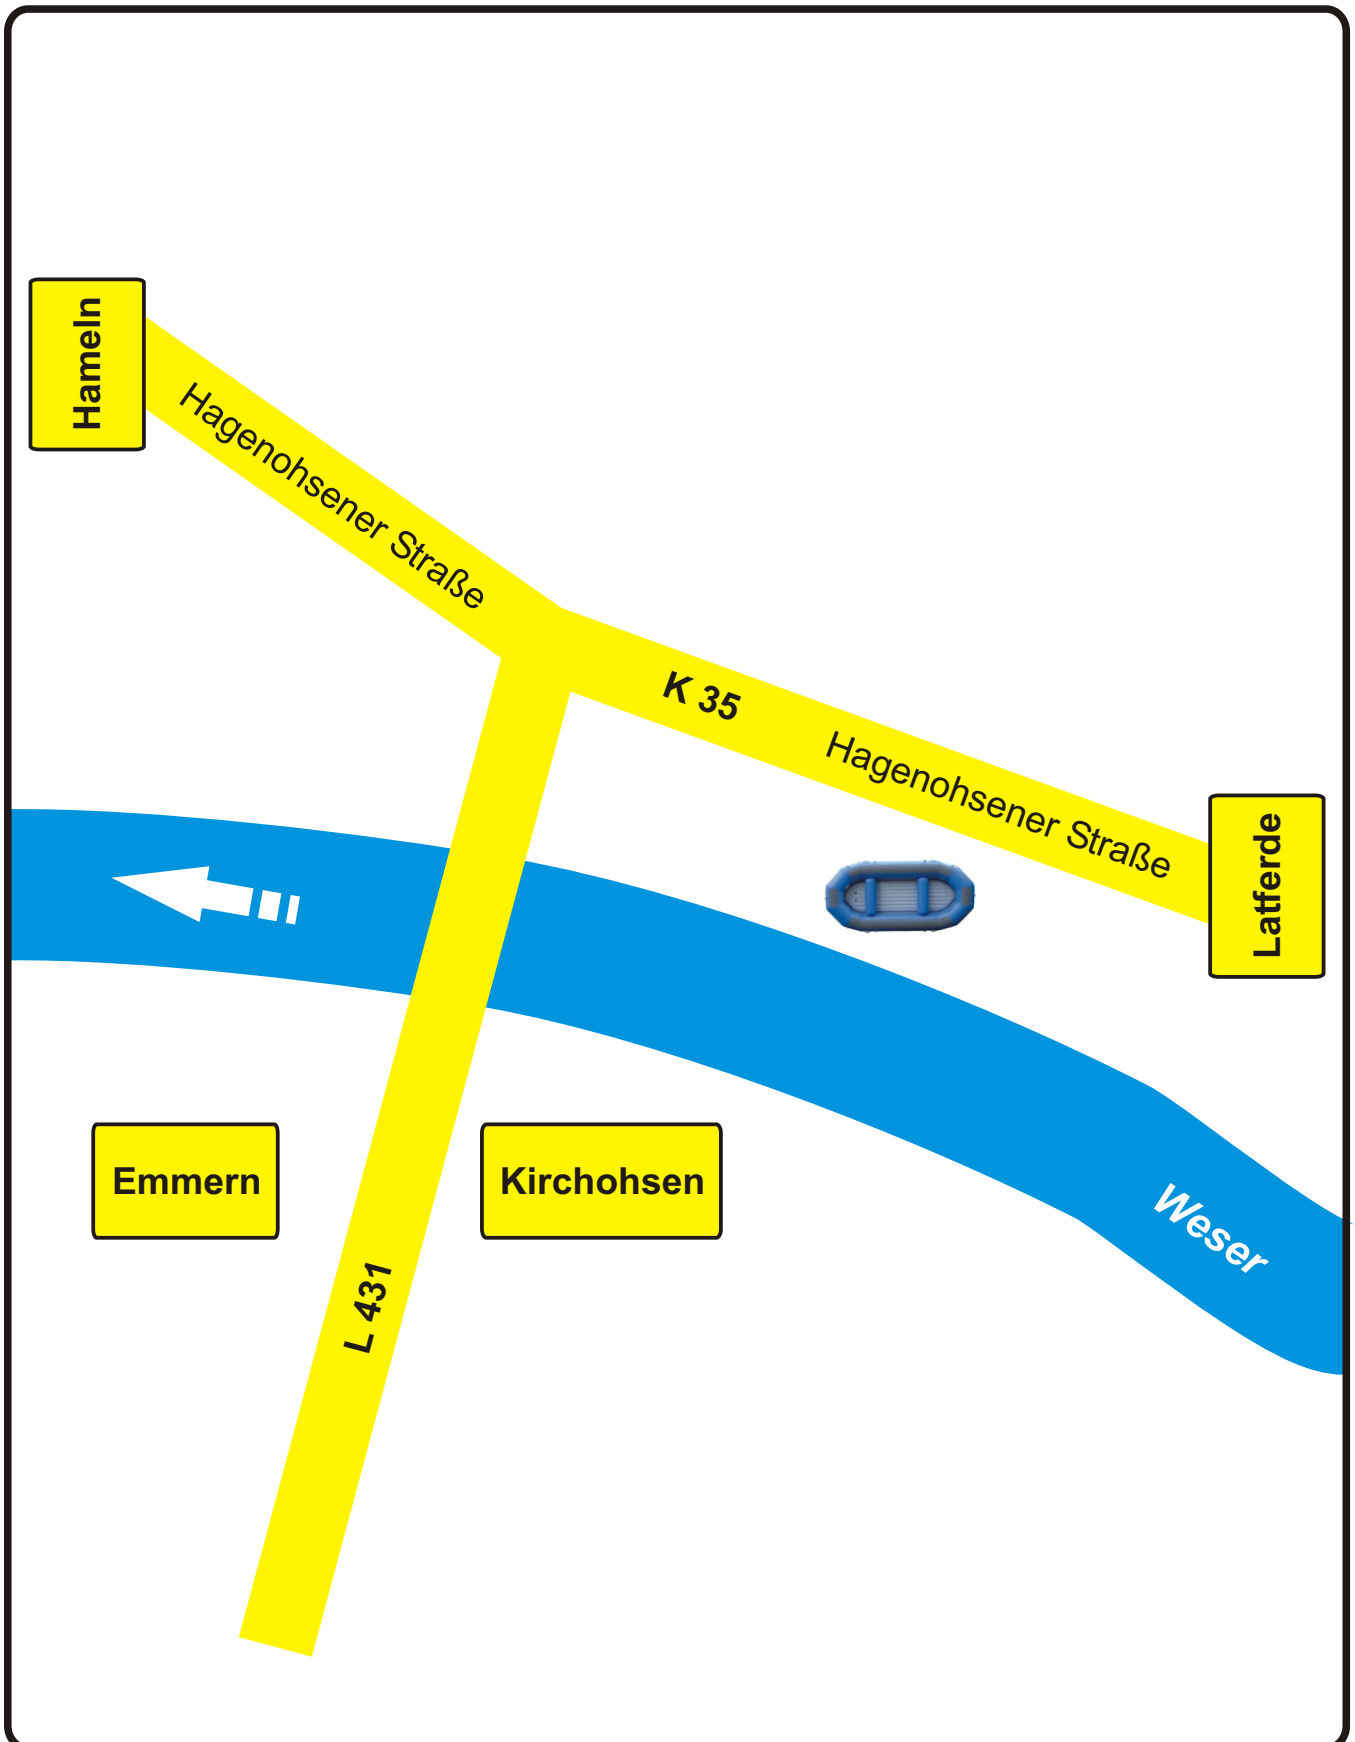 Hameln
Hagenohsener Straße
K 35
Hagenohsener Straße
Latferde
Emmern
Kirchohsen
Weser
L 431